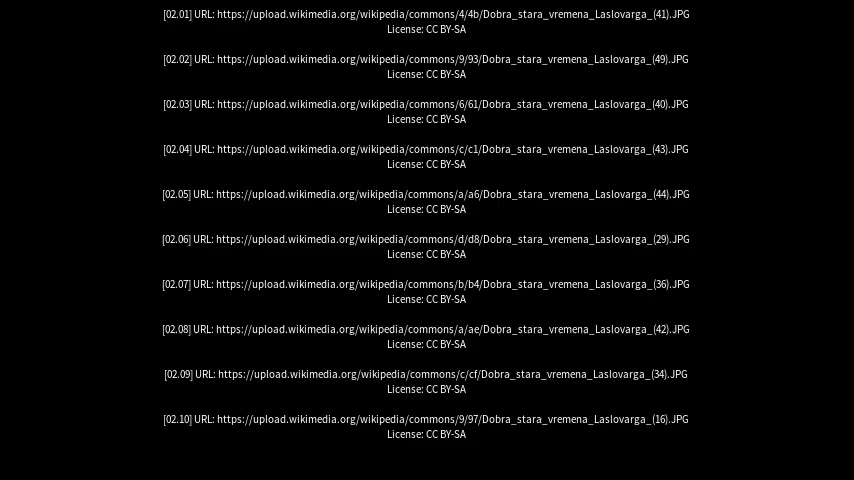 [02.01] URL: https://upload.wikimedia.org/wikipedia/commons/4/4b/Dobra_stara_vremena_Laslovarga_(41).JPG
License: CC BY-SA
[02.02] URL: https://upload.wikimedia.org/wikipedia/commons/9/93/Dobra_stara_vremena_Laslovarga_(49).JPG
License: CC BY-SA
[02.03] URL: https://upload.wikimedia.org/wikipedia/commons/6/61/Dobra_stara_vremena_Laslovarga_(40).JPG
License: CC BY-SA
[02.04] URL: https://upload.wikimedia.org/wikipedia/commons/c/c1/Dobra_stara_vremena_Laslovarga_(43).JPG
License: CC BY-SA
[02.05] URL: https://upload.wikimedia.org/wikipedia/commons/a/a6/Dobra_stara_vremena_Laslovarga_(44).JPG
License: CC BY-SA
[02.06] URL: https://upload.wikimedia.org/wikipedia/commons/d/d8/Dobra_stara_vremena_Laslovarga_(29).JPG
License: CC BY-SA
[02.07] URL: https://upload.wikimedia.org/wikipedia/commons/b/b4/Dobra_stara_vremena_Laslovarga_(36).JPG
License: CC BY-SA
[02.08] URL: https://upload.wikimedia.org/wikipedia/commons/a/ae/Dobra_stara_vremena_Laslovarga_(42).JPG
License: CC BY-SA
[02.09] URL: https://upload.wikimedia.org/wikipedia/commons/c/cf/Dobra_stara_vremena_Laslovarga_(34).JPG
License: CC BY-SA
[02.10] URL: https://upload.wikimedia.org/wikipedia/commons/9/97/Dobra_stara_vremena_Laslovarga_(16).JPG
License: CC BY-SA